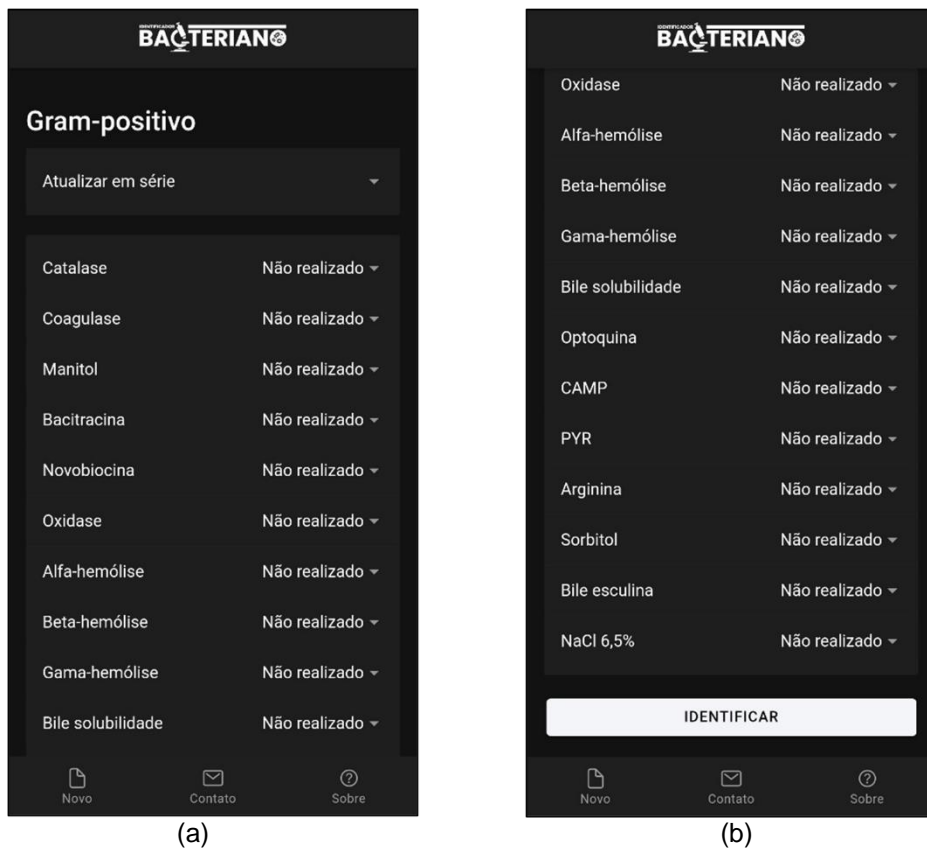 IDENTIFICADOR
BACTERIANO
Gram-positivo
Atualizar em série
Catalase Não realizado
Coagulase Não realizado
Manitol Não realizado
Bacitracina Não realizado
Novobiocina Não realizado
Oxidase Não realizado
Alfa-hemólise Não realizado
Beta-hemólise Não realizado
Gama-hemólise Não realizado
Bile solubilidade Não realizado
Novo Contato Sobre
(a)
IDENTIFICADOR
BACTERIANO
Oxidase Não realizado
Alfa-hemólise Não realizado
Beta-hemólise Não realizado
Gama-hemólise Não realizado
Bile solubilidade Não realizado
Optoquina Não realizado
CAMP Não realizado
PYR Não realizado
Arginina Não realizado
Sorbitol Não realizado
Bile esculina Não realizado
NaCl 6,5% Não realizado
IDENTIFICAR
Novo Contato Sobre
(b)